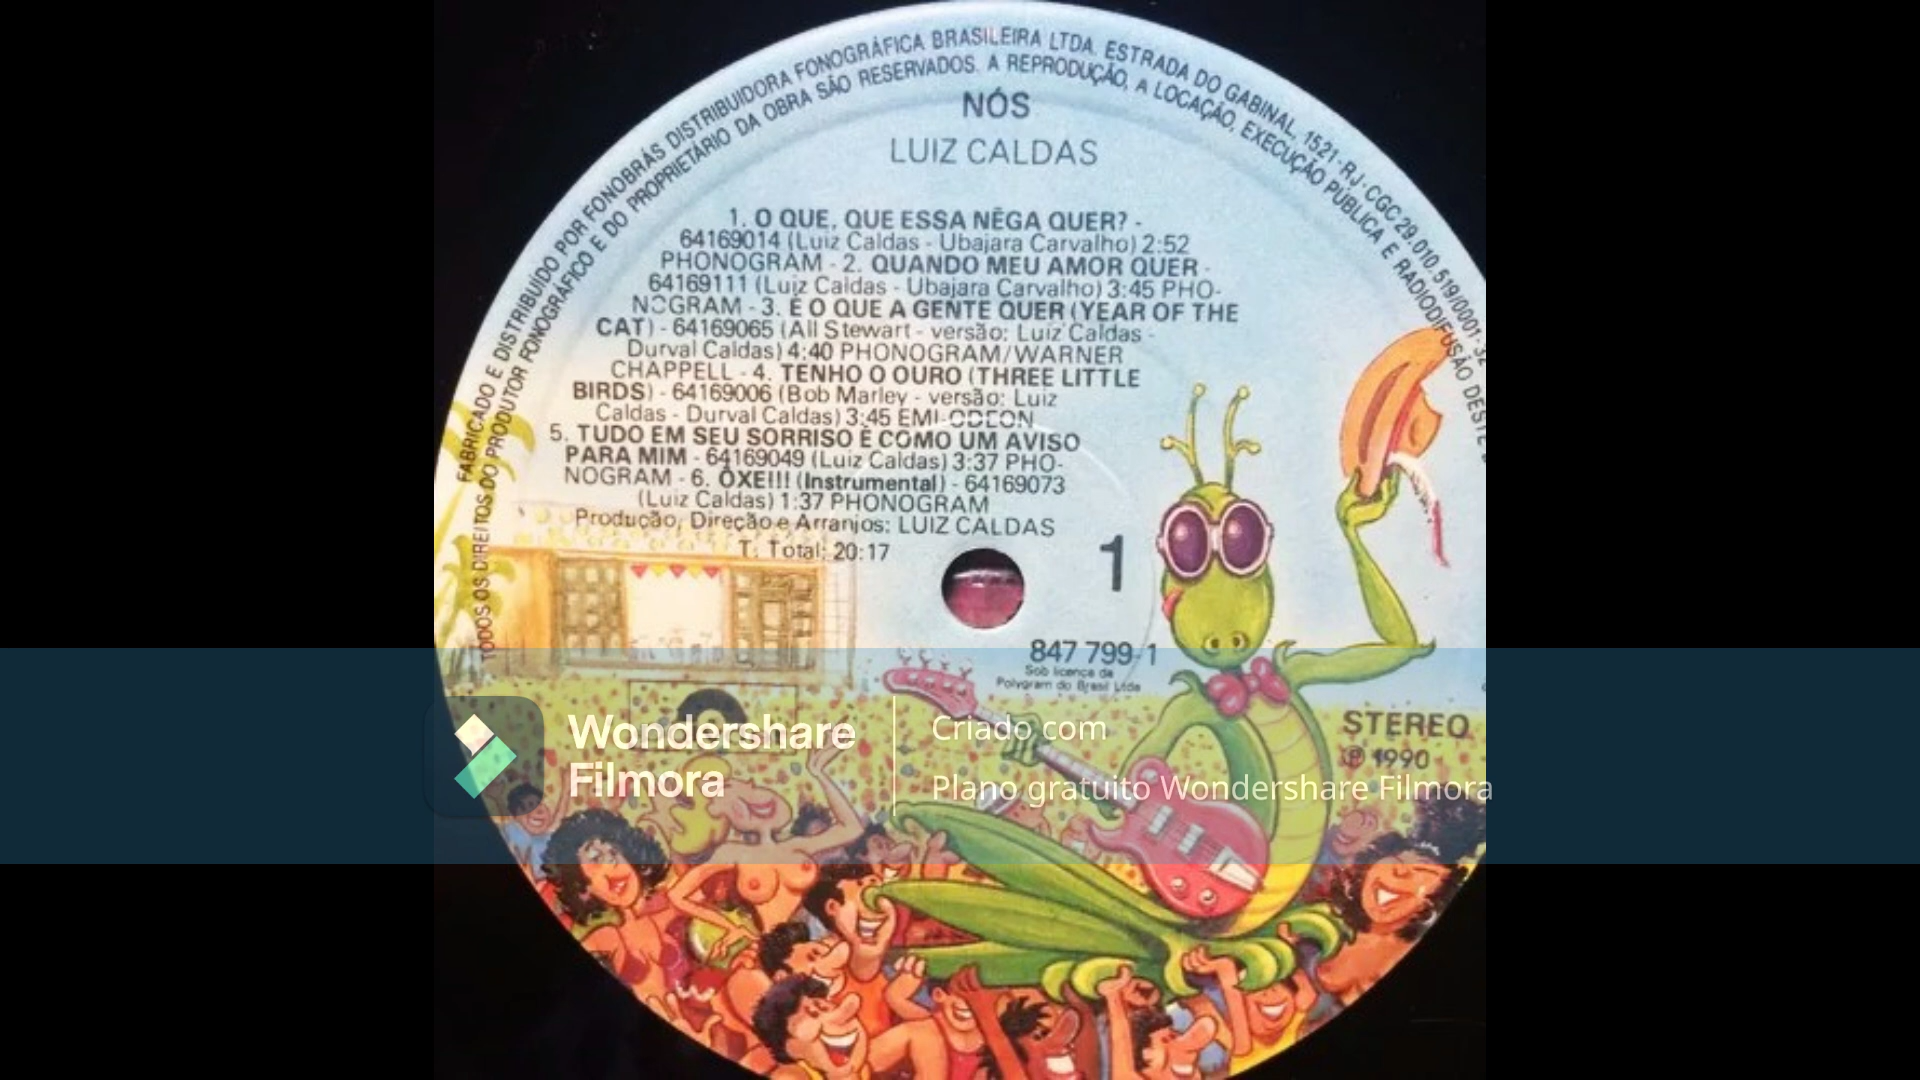 FABRICADO E DISTRIBUÍDO POR FONOBRÁS DISTRIBUIDORA FONOGRÁFICA BRASILEIRA LTDA. ESTRADA DO GABINAL, 1521-RJ-CGC 29.010.519/0001-32
TODOS OS DIREITOS DO PRODUTOR FONOGRÁFICO E DO PROPRIETÁRIO DA OBRA SÃO RESERVADOS. A REPRODUÇÃO, A LOCAÇÃO, EXECUÇÃO PÚBLICA E RADIODIFUSÃO DESTE
NÓS
LUIZ CALDAS
1. O QUE, QUE ESSA NÊGA QUER? -
64169014 (Luiz Caldas - Ubajara Carvalho) 2:52
PHONOGRAM - 2. QUANDO MEU AMOR QUER -
64169111 (Luiz Caldas - Ubajara Carvalho) 3:45 PHO-
NOGRAM - 3. É O QUE A GENTE QUER (YEAR OF THE
CAT) - 64169065 (All Stewart - versão: Luiz Caldas -
Durval Caldas) 4:40 PHONOGRAM/WARNER
CHAPPELL - 4. TENHO O OURO (THREE LITTLE
BIRDS) - 64169006 (Bob Marley - versão: Luiz
Caldas - Durval Caldas) 3:45 EMI-ODEON
5. TUDO EM SEU SORRISO É COMO UM AVISO
PARA MIM - 64169049 (Luiz Caldas) 3:37 PHO-
NOGRAM - 6. ÔXE!!! (Instrumental) - 64169073
(Luiz Caldas) 1:37 PHONOGRAM
Produção, Direção e Arranjos: LUIZ CALDAS
T. Total: 20:17
1
847 799-1
Sob licença da
Polygram do Brasil Ltda
STEREO
℗ 1990
Wondershare
Filmora
Criado com
Plano gratuito Wondershare Filmora